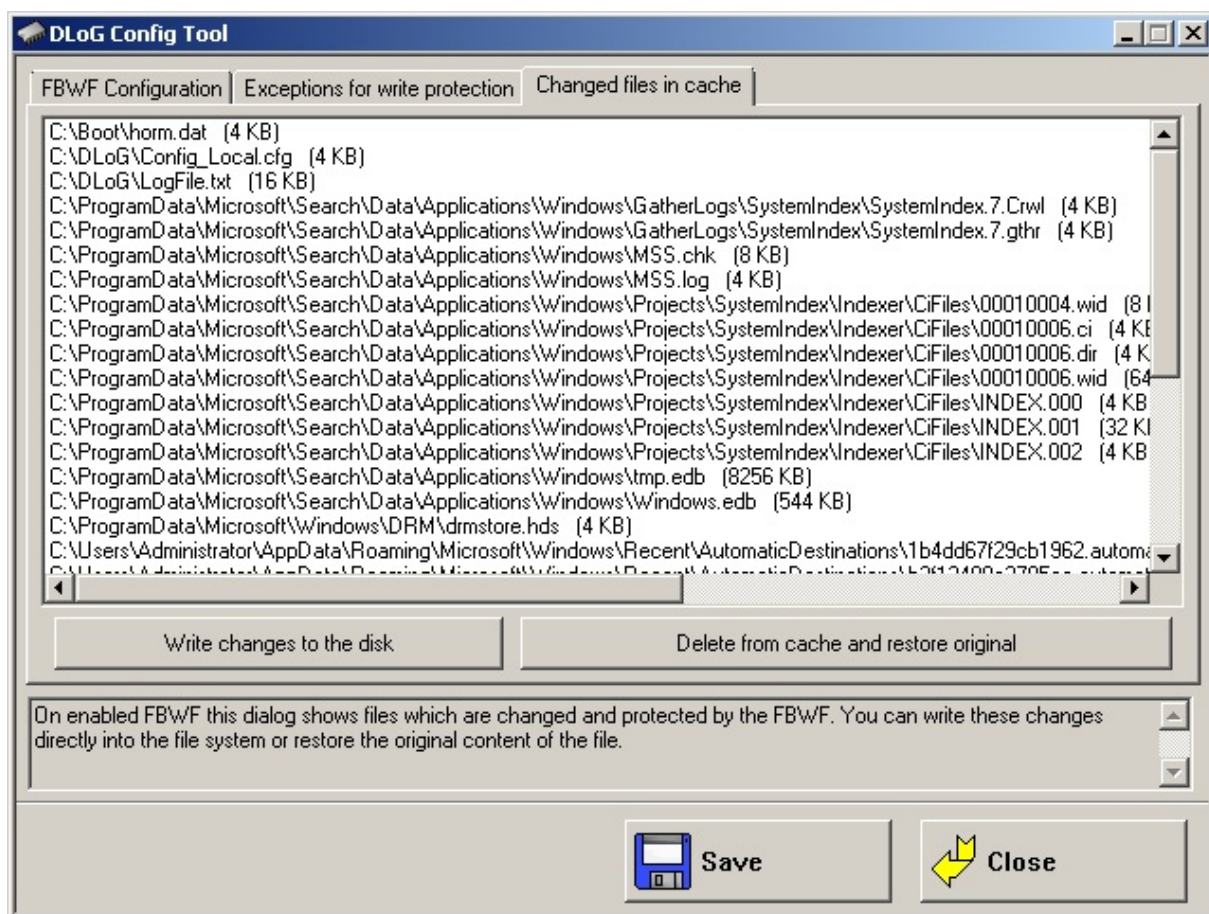 DLoG Config Tool
FBWF Configuration
Exceptions for write protection
Changed files in cache
C:\Boot\horm.dat (4 KB)
C:\DLoG\Config_Local.cfg (4 KB)
C:\DLoG\LogFile.txt (16 KB)
C:\ProgramData\Microsoft\Search\Data\Applications\Windows\GatherLogs\SystemIndex\SystemIndex.7.Crwl (4 KB)
C:\ProgramData\Microsoft\Search\Data\Applications\Windows\GatherLogs\SystemIndex\SystemIndex.7.gthr (4 KB)
C:\ProgramData\Microsoft\Search\Data\Applications\Windows\MSS.chk (8 KB)
C:\ProgramData\Microsoft\Search\Data\Applications\Windows\MSS.log (4 KB)
C:\ProgramData\Microsoft\Search\Data\Applications\Windows\Projects\SystemIndex\Indexer\CiFiles\00010004.wid (8
C:\ProgramData\Microsoft\Search\Data\Applications\Windows\Projects\SystemIndex\Indexer\CiFiles\00010006.ci (4 KB
C:\ProgramData\Microsoft\Search\Data\Applications\Windows\Projects\SystemIndex\Indexer\CiFiles\00010006.dir (4 K
C:\ProgramData\Microsoft\Search\Data\Applications\Windows\Projects\SystemIndex\Indexer\CiFiles\00010006.wid (64
C:\ProgramData\Microsoft\Search\Data\Applications\Windows\Projects\SystemIndex\Indexer\CiFiles\INDEX.000 (4 KB
C:\ProgramData\Microsoft\Search\Data\Applications\Windows\Projects\SystemIndex\Indexer\CiFiles\INDEX.001 (32 K
C:\ProgramData\Microsoft\Search\Data\Applications\Windows\Projects\SystemIndex\Indexer\CiFiles\INDEX.002 (4 KB
C:\ProgramData\Microsoft\Search\Data\Applications\Windows\tmp.edb (8256 KB)
C:\ProgramData\Microsoft\Search\Data\Applications\Windows\Windows.edb (544 KB)
C:\ProgramData\Microsoft\Windows\DRM\drmstore.hds (4 KB)
C:\Users\Administrator\AppData\Roaming\Microsoft\Windows\Recent\AutomaticDestinations\1b4dd67f29cb1962.automa
Write changes to the disk
Delete from cache and restore original
On enabled FBWF this dialog shows files which are changed and protected by the FBWF. You can write these changes
directly into the file system or restore the original content of the file.
Save
Close